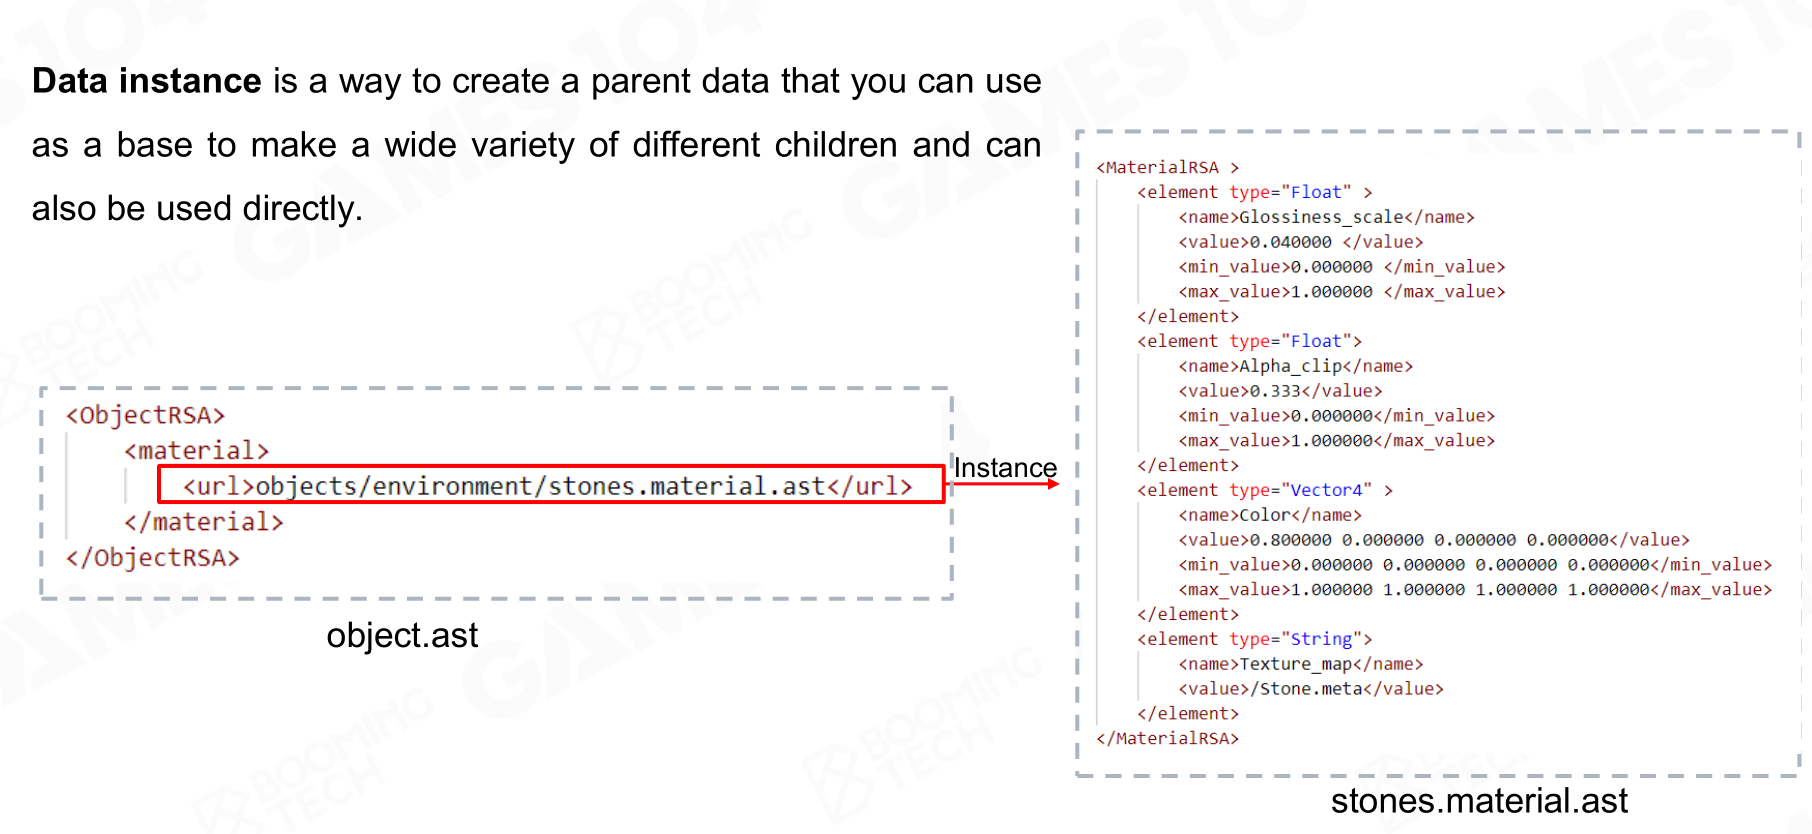 Data instance is a way to create a parent data that you can use
as a base to make a wide variety of different children and can
also be used directly.
<ObjectRSA>
<material>
<url>objects/environment/stones.material.ast</url>
</material>
</ObjectRSA>
object.ast
Instance
<MaterialRSA >
<element type="Float" >
<name>Glossiness_scale</name>
<value>0.040000 </value>
<min_value>0.000000 </min_value>
<max_value>1.000000 </max_value>
</element>
<element type="Float">
<name>Alpha_clip</name>
<value>0.333</value>
<min_value>0.000000</min_value>
<max_value>1.000000</max_value>
</element>
<element type="Vector4" >
<name>Color</name>
<value>0.800000 0.000000 0.000000 0.000000</value>
<min_value>0.000000 0.000000 0.000000 0.000000</min_value>
<max_value>1.000000 1.000000 1.000000 1.000000</max_value>
</element>
<element type="String">
<name>Texture_map</name>
<value>/Stone.meta</value>
</element>
</MaterialRSA>
stones.material.ast
GAMES104
BOOMING
TECH